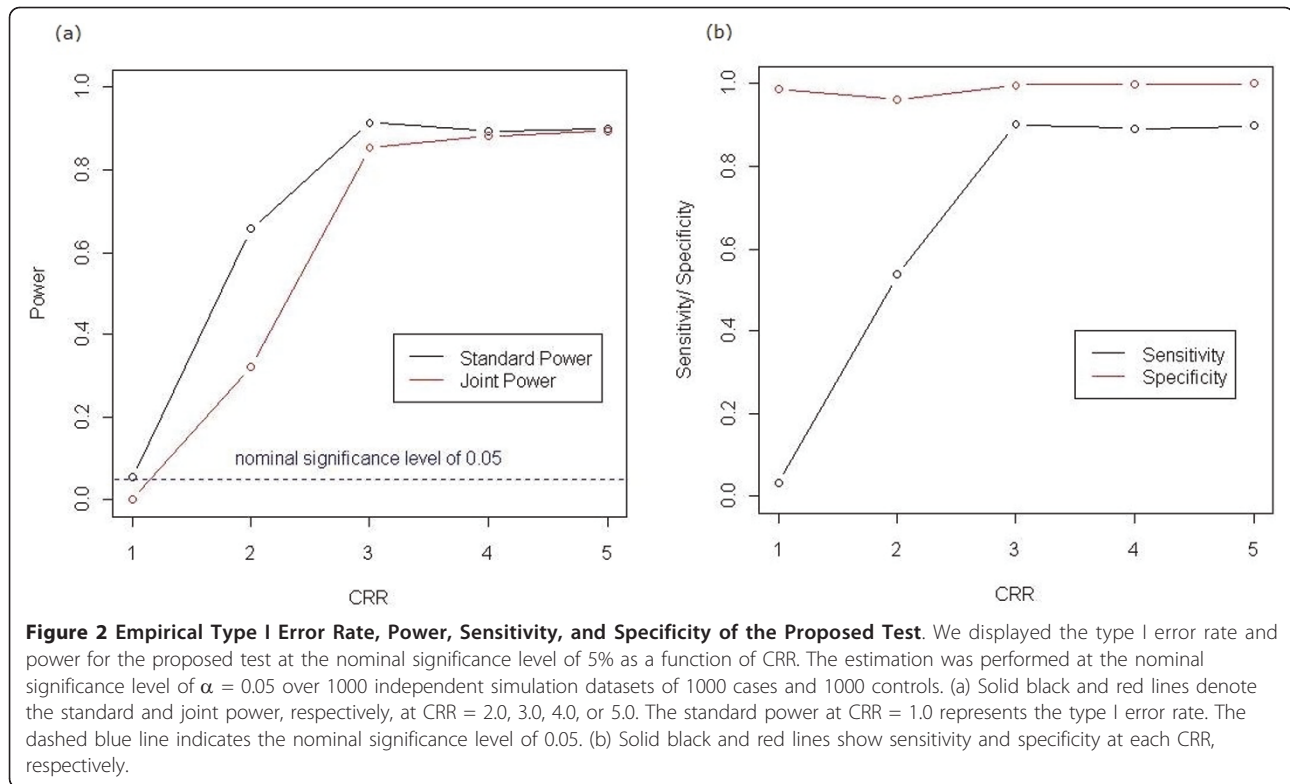 (a)
(b)
1.0
0.8
0.6
0.4
0.2
0.0
Power
Standard Power
Joint Power
nominal significance level of 0.05
1 2 3 4 5
CRR
1.0
0.8
0.6
0.4
0.2
0.0
Sensitivity/ Specificity
Sensitivity
Specificity
1 2 3 4 5
CRR
Figure 2 Empirical Type I Error Rate, Power, Sensitivity, and Specificity of the Proposed Test. We displayed the type I error rate and
power for the proposed test at the nominal significance level of 5% as a function of CRR. The estimation was performed at the nominal
significance level of α = 0.05 over 1000 independent simulation datasets of 1000 cases and 1000 controls. (a) Solid black and red lines denote
the standard and joint power, respectively, at CRR = 2.0, 3.0, 4.0, or 5.0. The standard power at CRR = 1.0 represents the type I error rate. The
dashed blue line indicates the nominal significance level of 0.05. (b) Solid black and red lines show sensitivity and specificity at each CRR,
respectively.